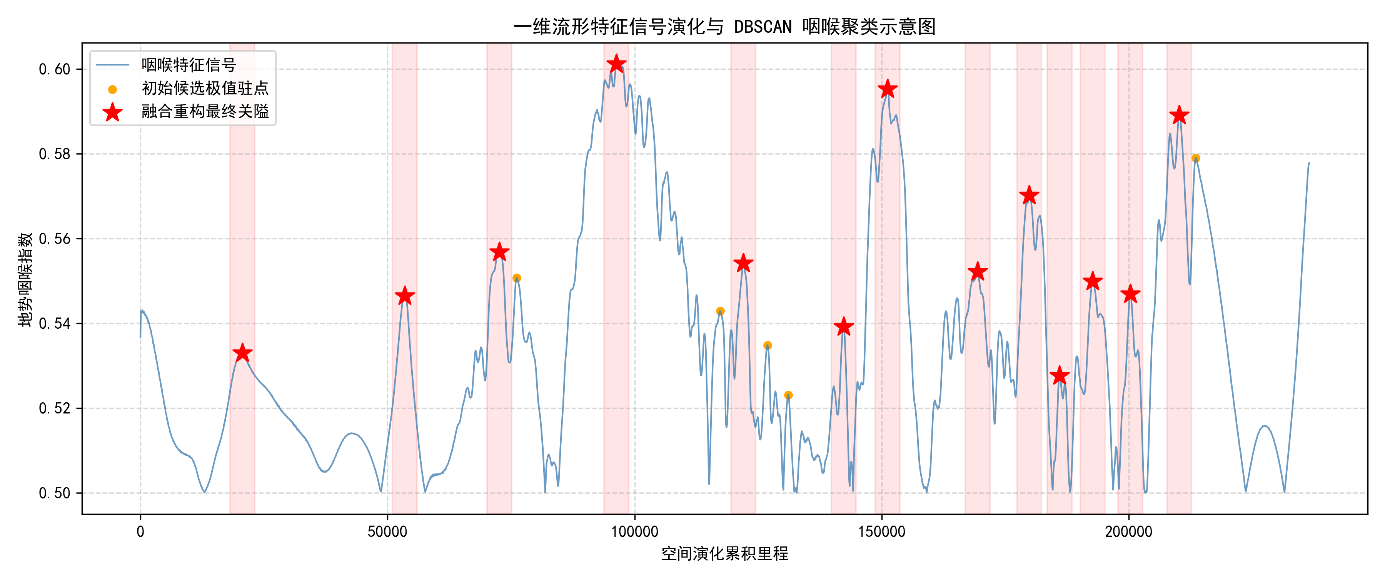 一维流形特征信号演化与 DBSCAN 咽喉聚类示意图
咽喉特征信号
初始候选极值驻点
融合重构最终关隘
地势咽喉指数
0.60
0.58
0.56
0.54
0.52
0.50
0
50000
100000
150000
200000
空间演化累积里程